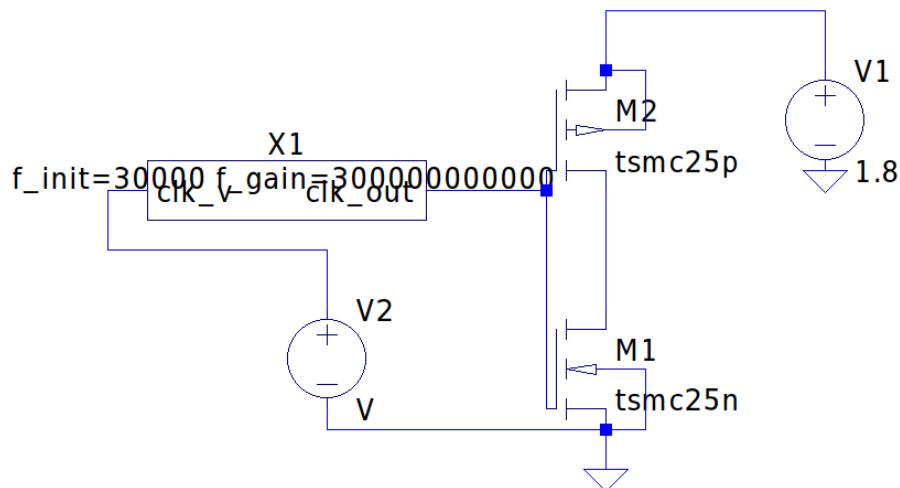 V1
M2
X1
tsmc25p
f_init=30000 f_gain=300000000000
1.8
clk_v
clk_out
V2
M1
V
tsmc25n